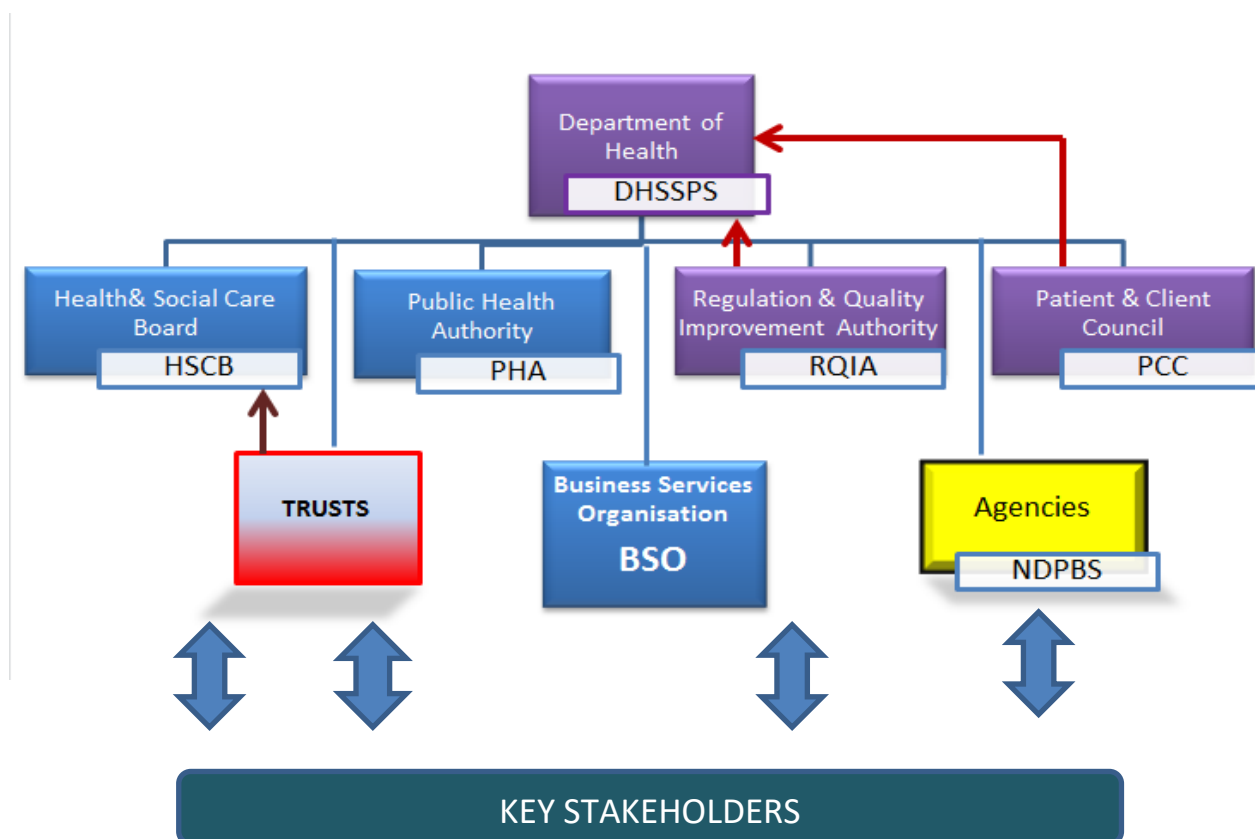 Department of
Health
DHSSPS
Health& Social Care
Board
HSCB
Public Health
Authority
PHA
Regulation & Quality
Improvement Authority
RQIA
Patient & Client
Council
PCC
TRUSTS
Business Services
Organisation
BSO
Agencies
NDPBS
KEY STAKEHOLDERS